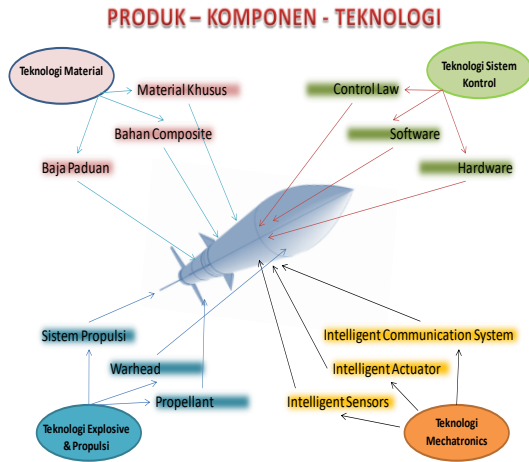 PRODUK – KOMPONEN - TEKNOLOGI
Teknologi Material
Material Khusus
Bahan Composite
Baja Paduan
Teknologi Sistem
Kontrol
Control Law
Software
Hardware
Sistem Propulsi
Warhead
Propellant
Teknologi Explosive
& Propulsi
Intelligent Communication System
Intelligent Actuator
Intelligent Sensors
Teknologi
Mechatronics